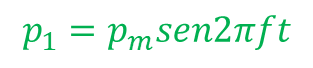 p₁ = pₘsen2πft